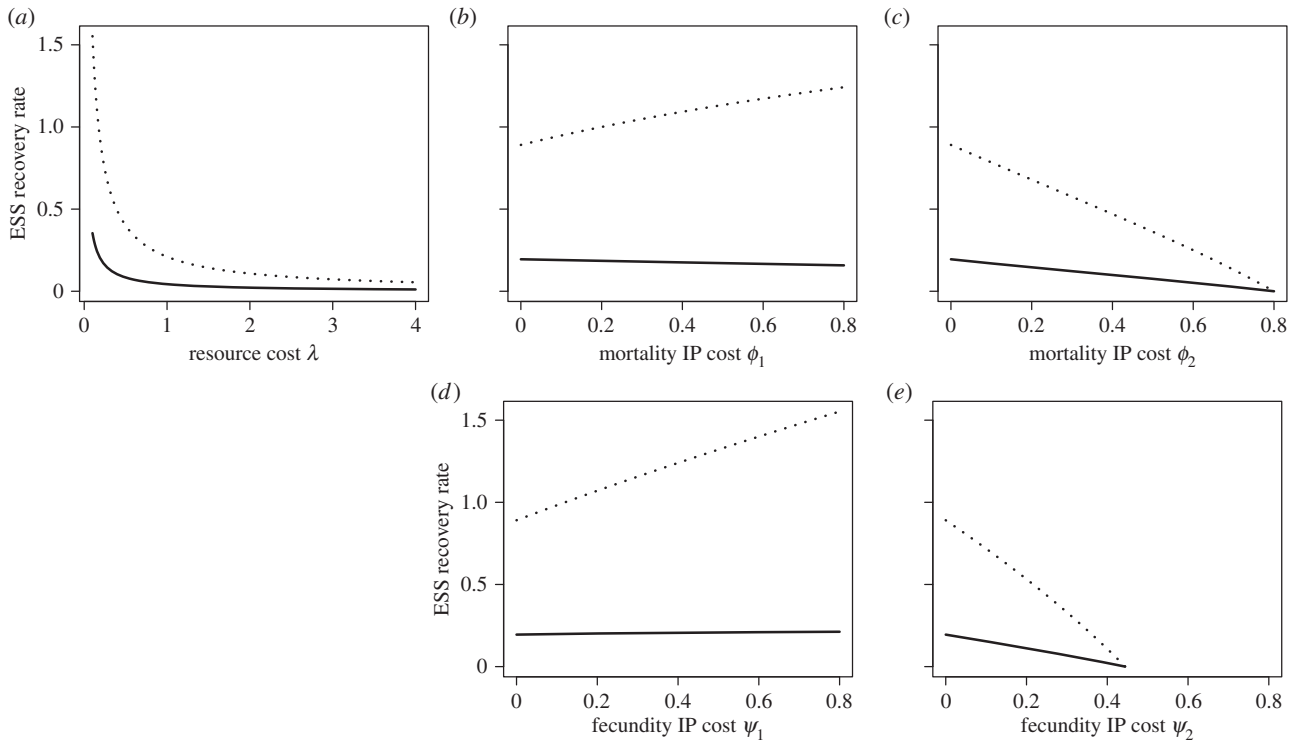 (a)
(b)
(c)
ESS recovery rate
1.5
1.0
0.5
0
0 1 2 3 4
resource cost λ
0 0.2 0.4 0.6 0.8
mortality IP cost ϕ1
0 0.2 0.4 0.6 0.8
mortality IP cost ϕ2
(d)
(e)
ESS recovery rate
1.5
1.0
0.5
0
0 0.2 0.4 0.6 0.8
fecundity IP cost ψ1
0 0.2 0.4 0.6 0.8
fecundity IP cost ψ2